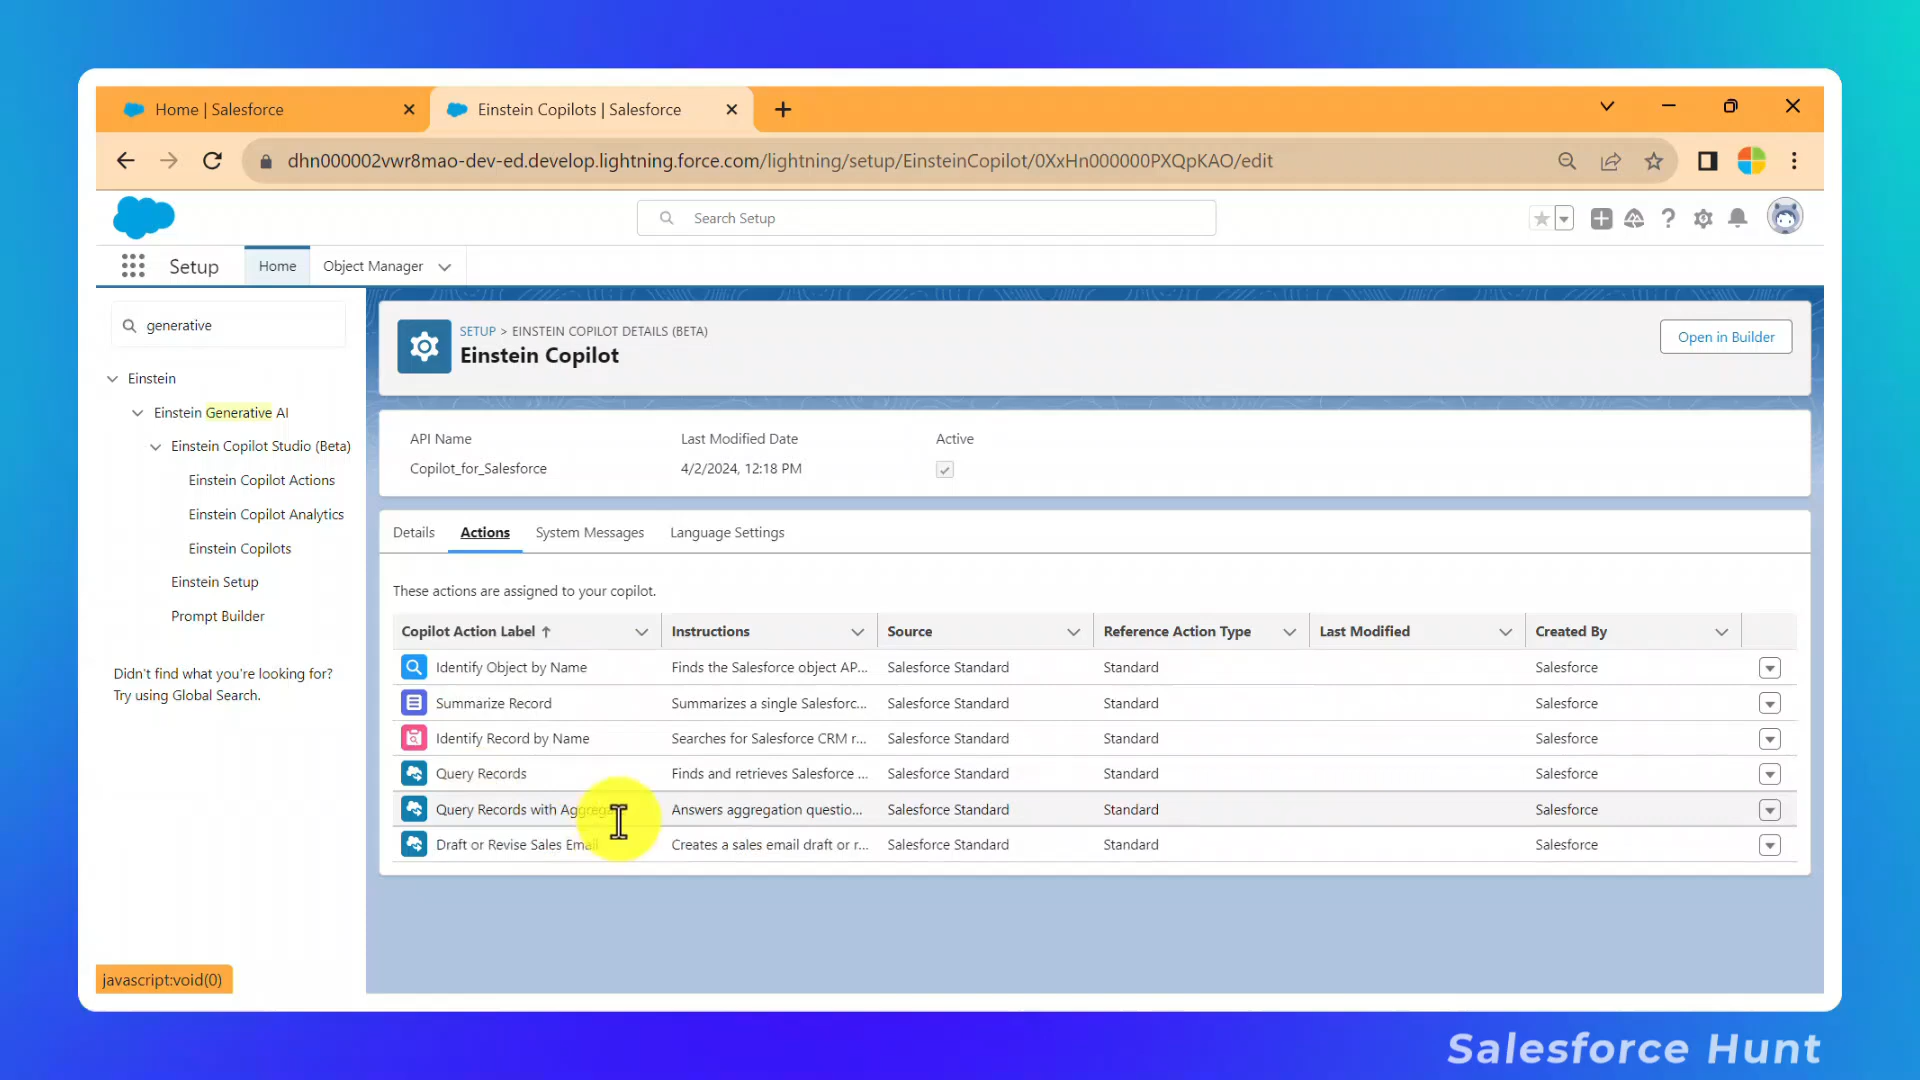 Home | Salesforce
Einstein Copilots | Salesforce
dhn000002vwr8mao-dev-ed.develop.lightning.force.com/lightning/setup/EinsteinCopilot/0XxHn000000PXQpKAO/edit
Search Setup
Setup
Home
Object Manager
generative
Einstein
Einstein Generative AI
Einstein Copilot Studio (Beta)
Einstein Copilot Actions
Einstein Copilot Analytics
Einstein Copilots
Einstein Setup
Prompt Builder
Didn't find what you're looking for?
Try using Global Search.
SETUP > EINSTEIN COPILOT DETAILS (BETA)
Einstein Copilot
Open in Builder
API Name Last Modified Date Active
Copilot_for_Salesforce 4/2/2024, 12:18 PM
Details Actions System Messages Language Settings
These actions are assigned to your copilot.
Copilot Action Label ↑ Instructions Source Reference Action Type Last Modified Created By
Identify Object by Name Finds the Salesforce object AP... Salesforce Standard Standard Salesforce
Summarize Record Summarizes a single Salesforc... Salesforce Standard Standard Salesforce
Identify Record by Name Searches for Salesforce CRM r... Salesforce Standard Standard Salesforce
Query Records Finds and retrieves Salesforce ... Salesforce Standard Standard Salesforce
Query Records with Answers aggregation questio... Salesforce Standard Standard Salesforce
Draft or Revise Sales Email Creates a sales email draft or r... Salesforce Standard Standard Salesforce
javascript:void(0)
Salesforce Hunt